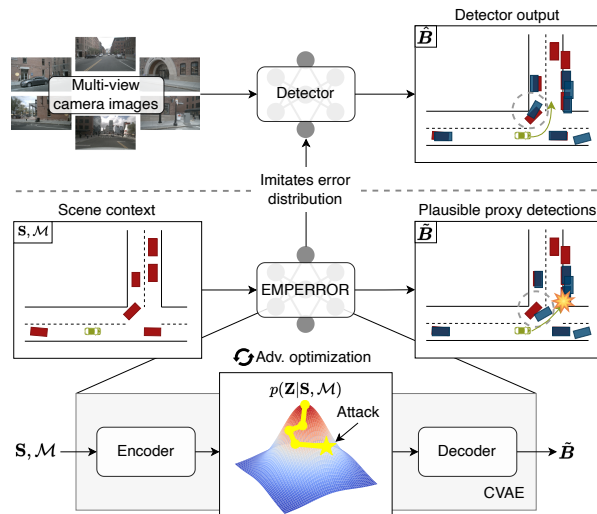 Detector output
Multi-view
camera images
Detector
B̂
Imitates error
distribution
Scene context
Plausible proxy detections
S, M
EMPERROR
B̃
Adv. optimization
p(Z|S, M)
Attack
S, M
Encoder
Decoder
B̃
CVAE